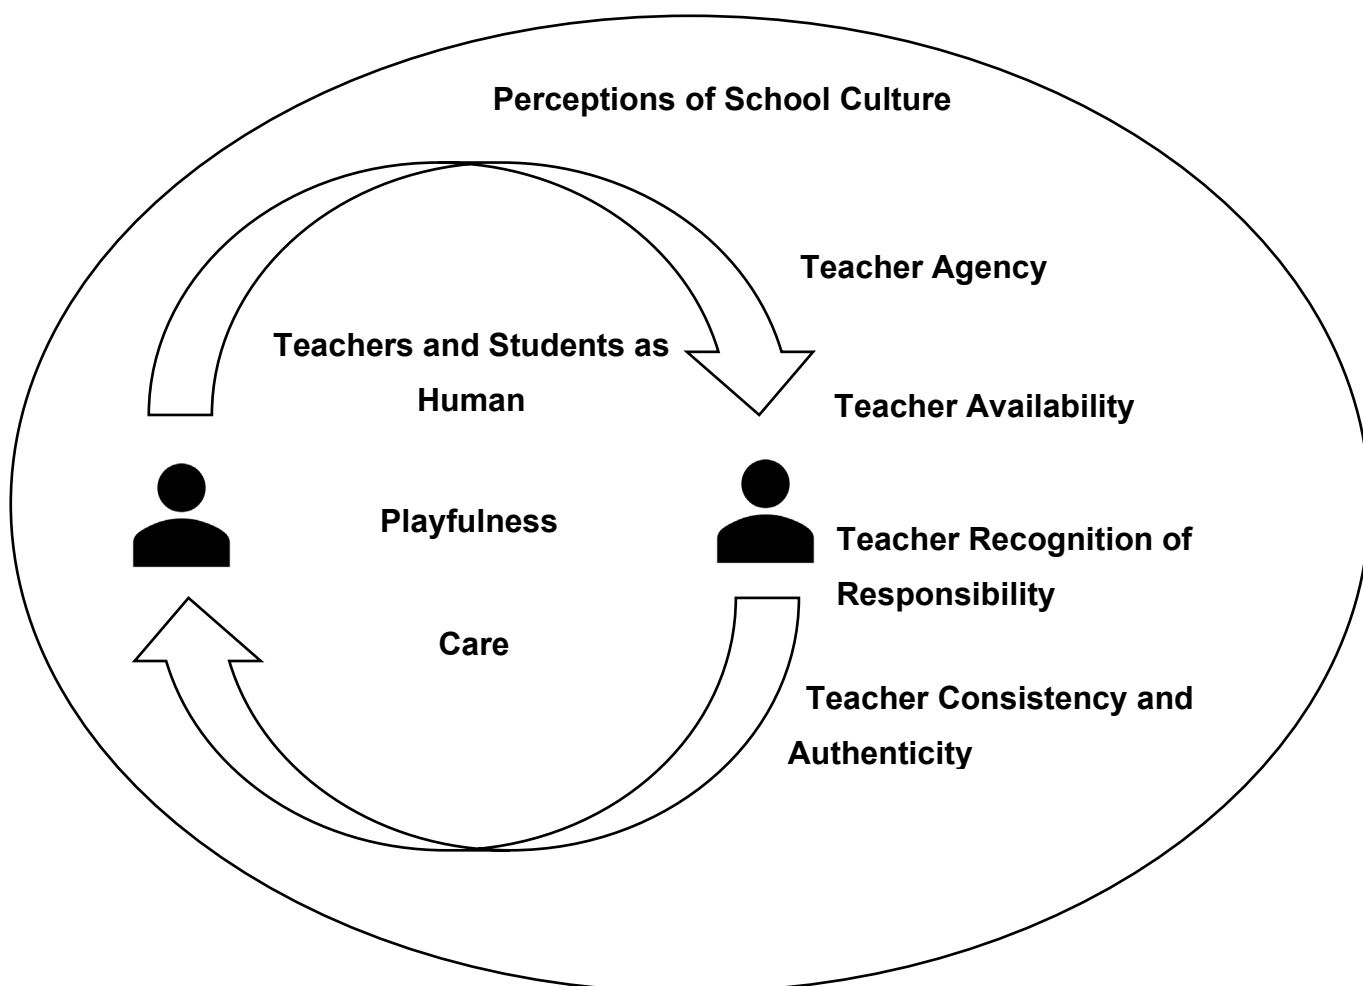 Perceptions of School Culture
Teacher Agency
Teachers and Students as
Human
Teacher Availability
Playfulness
Teacher Recognition of
Responsibility
Care
Teacher Consistency and
Authenticity